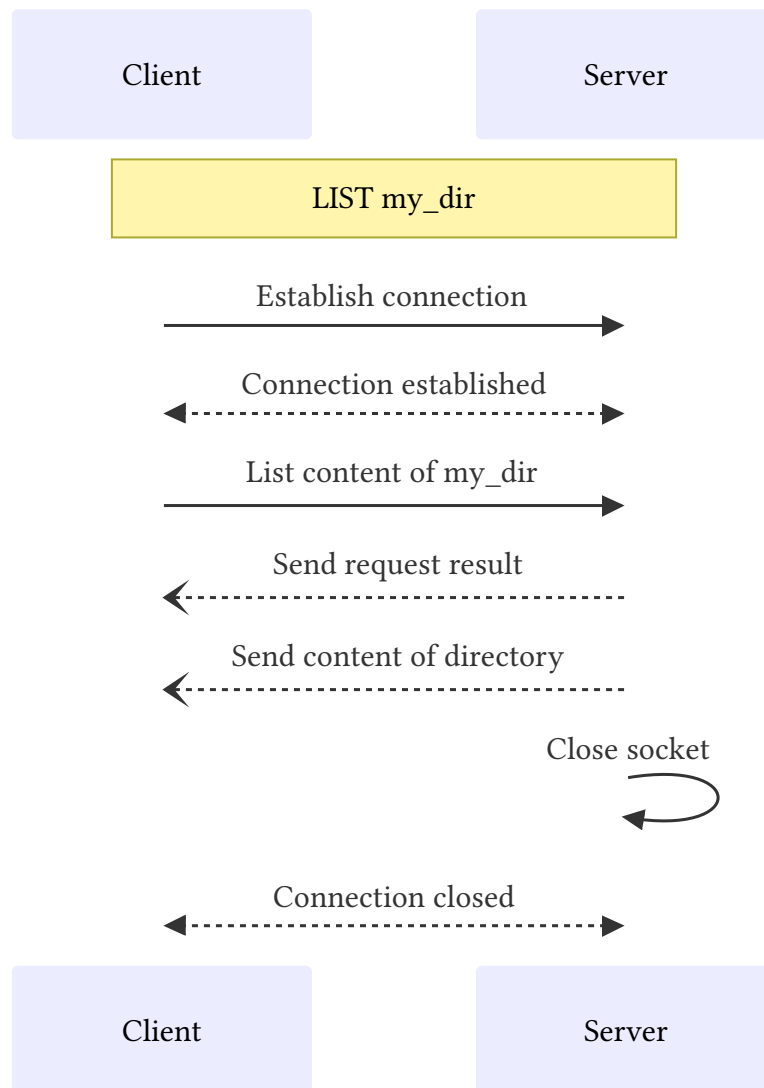 Client
Server
LIST my_dir
Establish connection
Connection established
List content of my_dir
Send request result
Send content of directory
Close socket
Connection closed
Client
Server